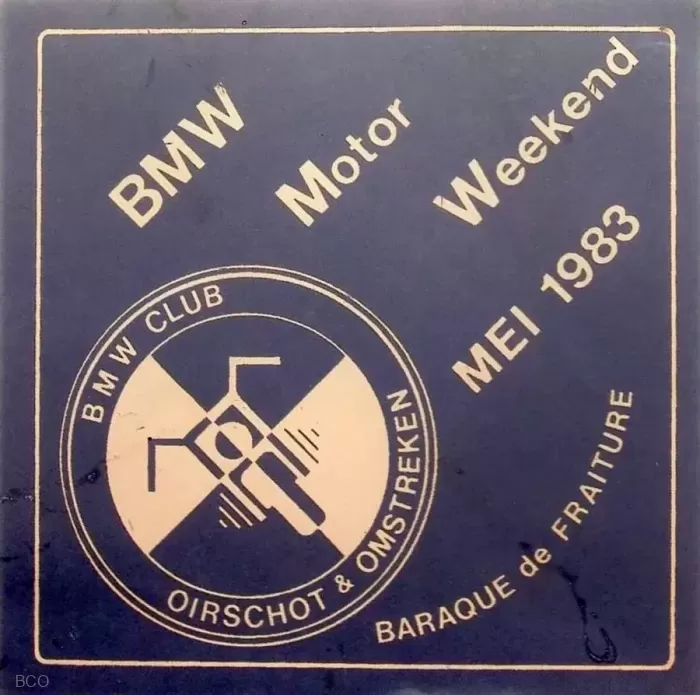 BMW
Motor
Weekend
MEI 1983
BMW CLUB
OIRSCHOT & OMSTREKEN
BARAQUE de FRAITURE
BCO